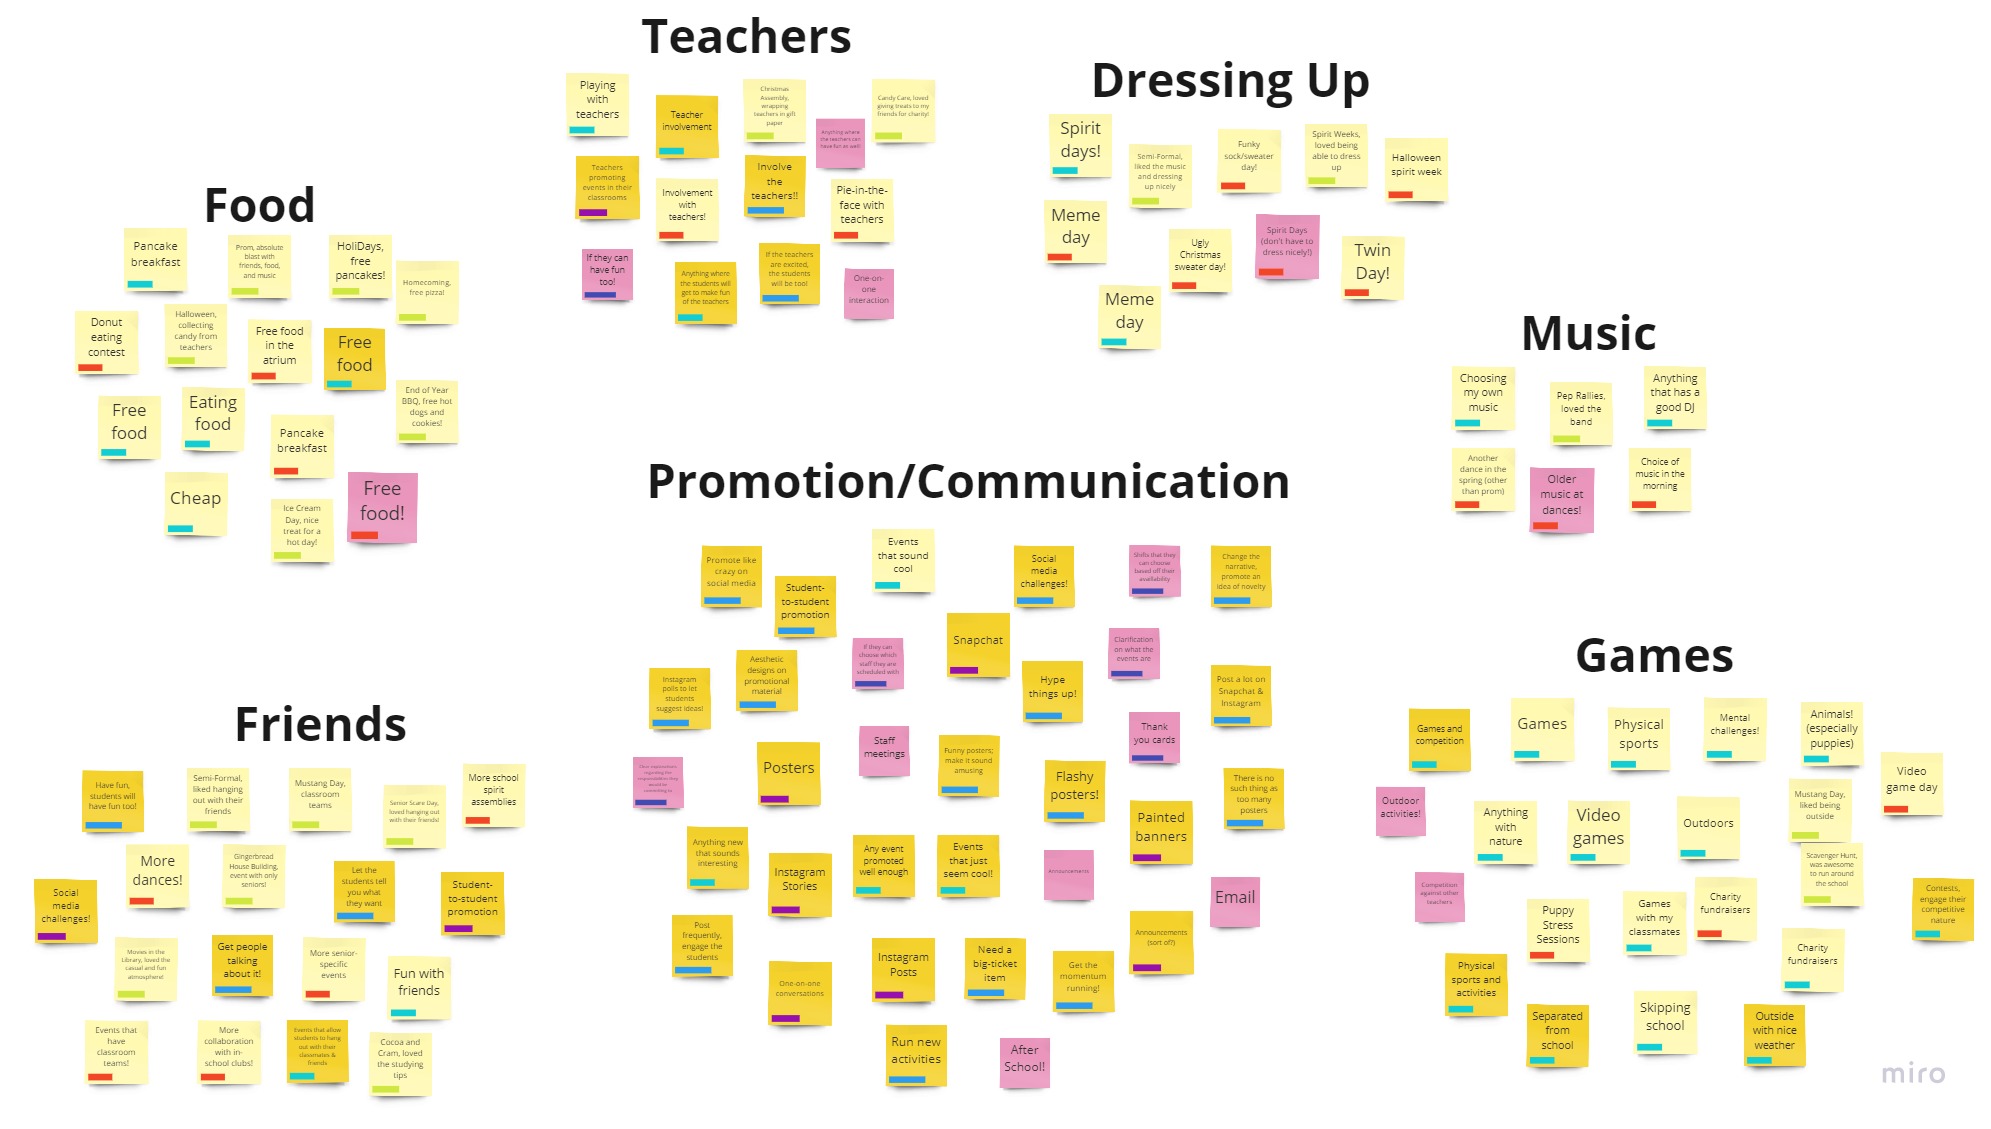 Teachers
Playing
with
teachers
Teacher
involvement
Christmas
Assembly,
wrapping
teachers in gift
paper
Anything where
the teachers can
have fun as well!
Candy Care, loved
giving treats to my
friends for charity!
Teachers
promoting
events in their
classrooms
Involvement
with
teachers!
Involve
the
teachers!!
Pie-in-the-
face with
teachers
If they can
have fun
too!
Anything where
the students will
get to make fun
of the teachers
If the teachers
are excited,
the students
will be too!
One-on-
one
interaction
Dressing Up
Spirit
days!
Semi-Formal,
liked the music
and dressing
up nicely
Funky
sock/sweater
day!
Spirit Weeks,
loved being
able to dress
up
Halloween
spirit week
Meme
day
Ugly
Christmas
sweater day!
Spirit Days
(don't have to
dress nicely!)
Twin
Day!
Meme
day
Food
Pancake
breakfast
Prom, absolute
blast with
friends, food,
and music
HoliDays,
free
pancakes!
Homecoming,
free pizza!
Donut
eating
contest
Halloween,
collecting
candy from
teachers
Free food
in the
atrium
Free
food
Free
food
Eating
food
Pancake
breakfast
End of Year
BBQ, free hot
dogs and
cookies!
Cheap
Ice Cream
Day, nice
treat for a
hot day!
Free
food!
Music
Choosing
my own
music
Pep Rallies,
loved the
band
Anything
that has a
good DJ
Another
dance in the
spring (other
than prom)
Older
music at
dances!
Choice of
music in the
morning
Promotion/Communication
Promote like
crazy on
social media
Student-
to-student
promotion
Events
that sound
cool
Social
media
challenges!
Shifts that they
can choose
based off their
availability
Change the
narrative,
promote an
idea of novelty
Instagram
polls to let
students
suggest ideas!
Aesthetic
designs on
promotional
material
If they can
choose which
staff they are
scheduled with
Snapchat
Hype
things up!
Clarification
on what the
events are
Post a lot on
Snapchat &
Instagram
Posters
Staff
meetings
Funny posters;
make it sound
amusing
Flashy
posters!
Thank
you cards
There is no
such thing as
too many
posters
Painted
banners
Anything new
that sounds
interesting
Instagram
Stories
Any event
promoted
well enough
Events
that just
seem cool!
Announcements
Email
Post
frequently,
engage the
students
One-on-one
conversations
Instagram
Posts
Need a
big-ticket
item
Get the
momentum
running!
Announcements
(sort of?)
Run new
activities
After
School!
Friends
Have fun,
students will
have fun too!
Semi-Formal,
liked hanging
out with their
friends
Mustang Day,
classroom
teams
Senior Scare Day,
loved hanging out
with their friends!
More school
spirit
assemblies
Social
media
challenges!
More
dances!
Gingerbread
House Building,
event with only
seniors!
Let the
students tell
you what
they want
Student-
to-student
promotion
Movies in the
Library, loved the
casual and fun
atmosphere!
Get people
talking
about it!
More senior-
specific
events
Fun with
friends
Events that
have
classroom
teams!
More
collaboration
with in-
school clubs!
Events that allow
students to hang
out with their
classmates &
friends
Cocoa and
Cram, loved
the studying
tips
Games
Games and
competition
Games
Physical
sports
Mental
challenges!
Animals!
(especially
puppies)
Video
game day
Outdoor
activities!
Anything
with
nature
Video
games
Outdoors
Mustang Day,
liked being
outside
Scavenger Hunt,
was awesome
to run around
the school
Competition
against other
teachers
Puppy
Stress
Sessions
Games
with my
classmates
Charity
fundraisers
Contests,
engage their
competitive
nature
Charity
fundraisers
Physical
sports and
activities
Separated
from
school
Skipping
school
Outside
with nice
weather
miro